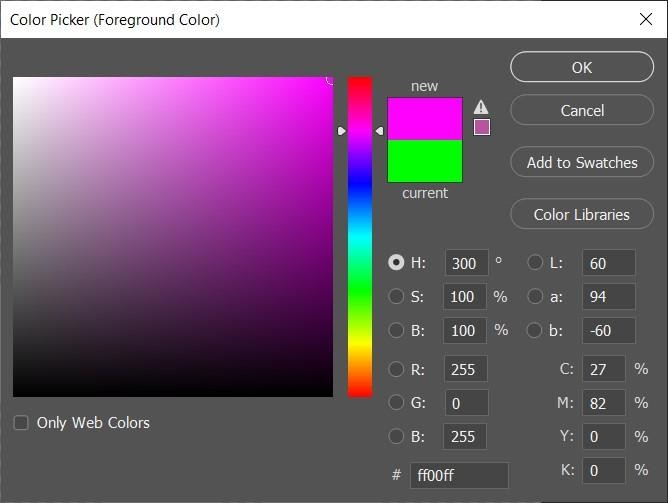 Color Picker (Foreground Color)
new
current
OK
Cancel
Add to Swatches
Color Libraries
H: 300 °
S: 100 %
B: 100 %
R: 255
G: 0
B: 255
# ff00ff
L: 60
a: 94
b: -60
C: 27 %
M: 82 %
Y: 0 %
K: 0 %
Only Web Colors